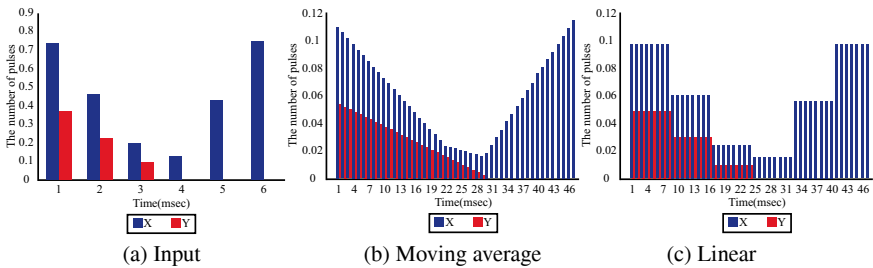 The number of pulses
0.9
0.8
0.7
0.6
0.5
0.4
0.3
0.2
0.1
0
1 2 3 4 5 6
Time(msec)
X Y
(a) Input
The number of pulses
0.12
0.1
0.08
0.06
0.04
0.02
0
1 4 7 10 13 16 19 22 25 28 31 34 37 40 43 46
Time(msec)
X Y
(b) Moving average
The number of pulses
0.12
0.1
0.08
0.06
0.04
0.02
0
1 4 7 10 13 16 19 22 25 28 31 34 37 40 43 46
Time(msec)
X Y
(c) Linear